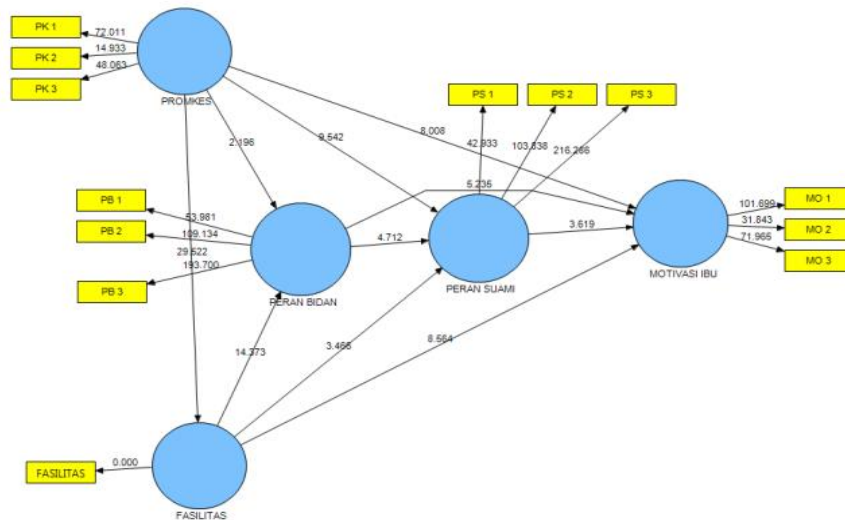 PK 1
72.011
PK 2
14.933
PK 3
48.063
PROMKES
PS 1
PS 2
PS 3
2.196
9.542
8.008
42.933
103.838
216.286
5.235
PB 1
53.981
PB 2
109.134
29.522
193.700
PB 3
PERAN BIDAN
4.712
PERAN SUAMI
3.619
MOTIVASI IBU
101.699
MO 1
31.843
MO 2
71.965
MO 3
14.373
3.466
8.564
FASILITAS
0.000
FASILITAS